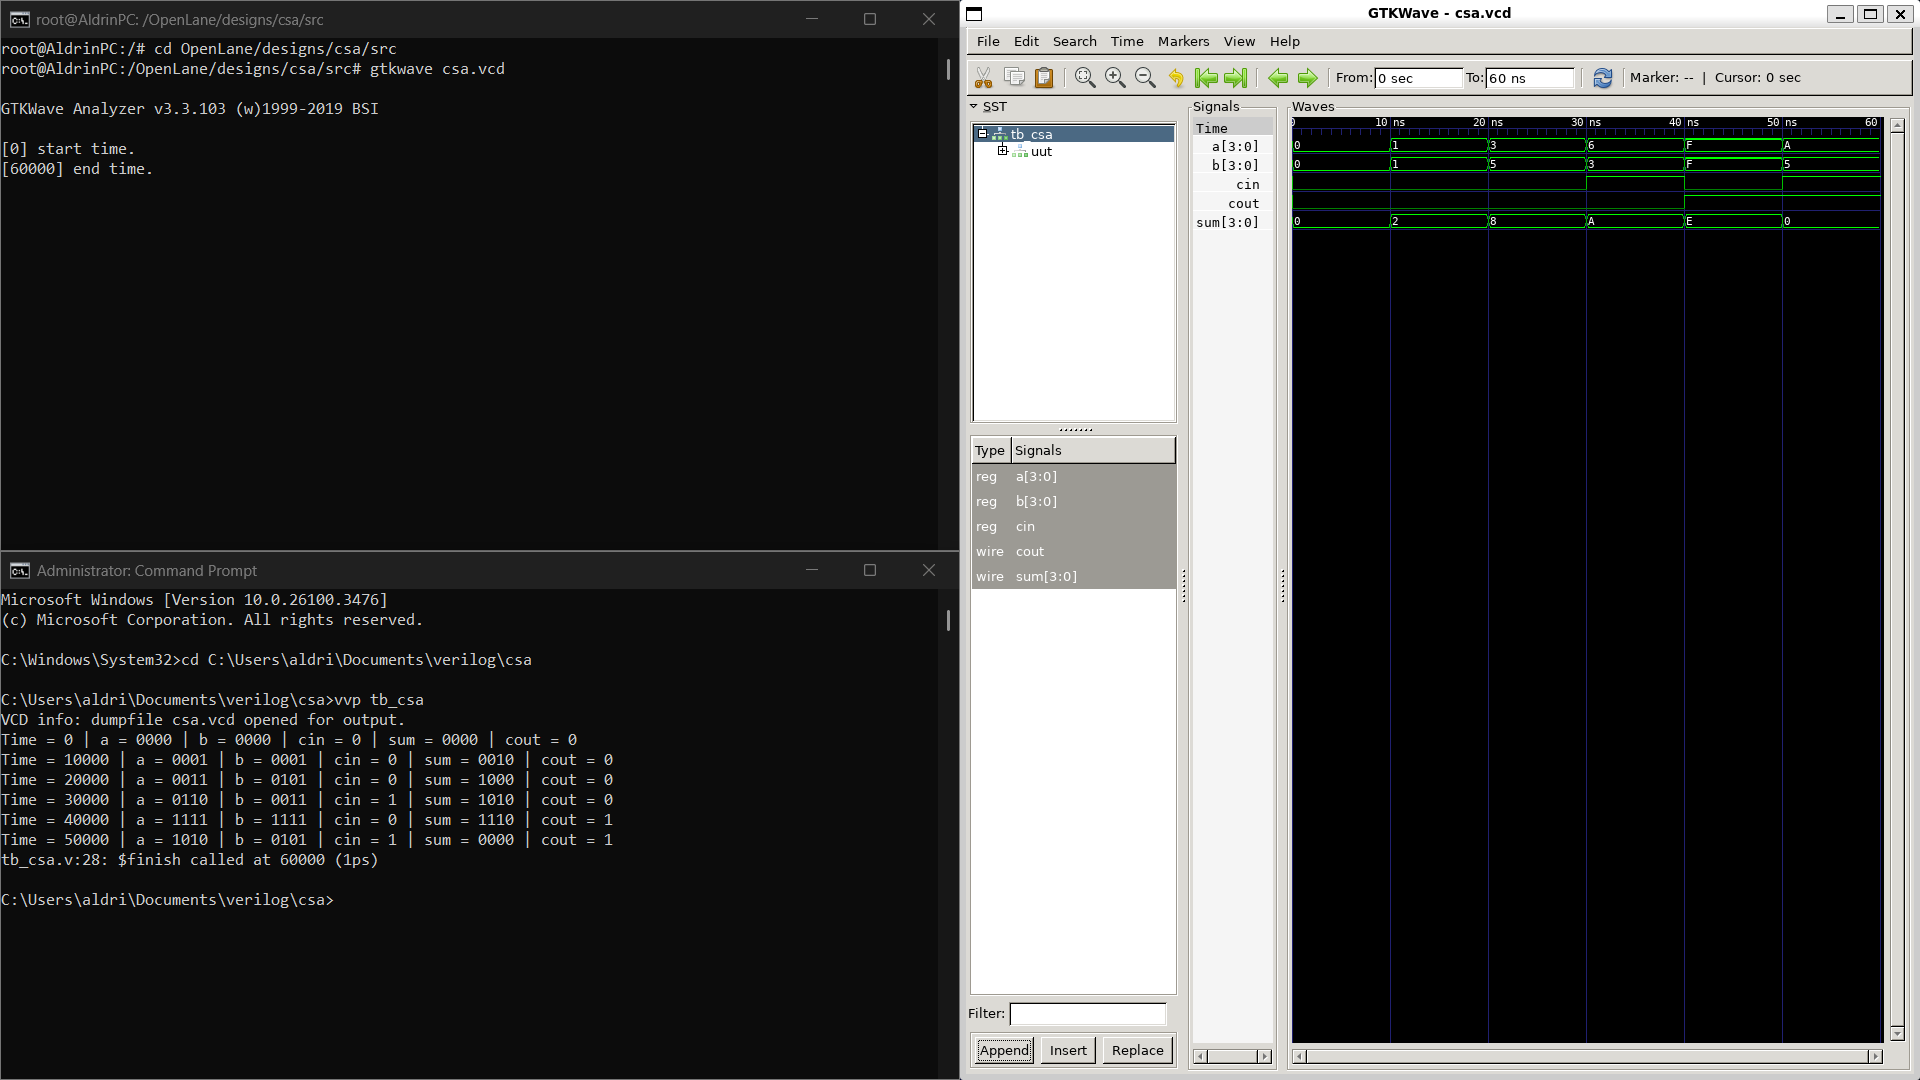 root@AldrinPC: /OpenLane/designs/csa/src
root@AldrinPC:/# cd OpenLane/designs/csa/src
root@AldrinPC:/OpenLane/designs/csa/src# gtkwave csa.vcd
GTKWave Analyzer v3.3.103 (w)1999-2019 BSI
[0] start time.
[60000] end time.
Administrator: Command Prompt
Microsoft Windows [Version 10.0.26100.3476]
(c) Microsoft Corporation. All rights reserved.
C:\Windows\System32>cd C:\Users\aldri\Documents\verilog\csa
C:\Users\aldri\Documents\verilog\csa>vvp tb_csa
VCD info: dumpfile csa.vcd opened for output.
Time = 0 | a = 0000 | b = 0000 | cin = 0 | sum = 0000 | cout = 0
Time = 10000 | a = 0001 | b = 0001 | cin = 0 | sum = 0010 | cout = 0
Time = 20000 | a = 0011 | b = 0101 | cin = 0 | sum = 1000 | cout = 0
Time = 30000 | a = 0110 | b = 0011 | cin = 1 | sum = 1010 | cout = 0
Time = 40000 | a = 1111 | b = 1111 | cin = 0 | sum = 1110 | cout = 1
Time = 50000 | a = 1010 | b = 0101 | cin = 1 | sum = 0000 | cout = 1
tb_csa.v:28: $finish called at 60000 (1ps)
C:\Users\aldri\Documents\verilog\csa>
GTKWave - csa.vcd
File Edit Search Time Markers View Help
From: 0 sec To: 60 ns Marker: -- | Cursor: 0 sec
SST
tb_csa
uut
Type Signals
reg a[3:0]
reg b[3:0]
reg cin
wire cout
wire sum[3:0]
Filter:
Append Insert Replace
Signals
Time
a[3:0]
b[3:0]
cin
cout
sum[3:0]
Waves
0 10 ns 20 ns 30 ns 40 ns 50 ns 60
0 1 3 6 F A
0 1 5 3 F 5
0 2 8 A E 0